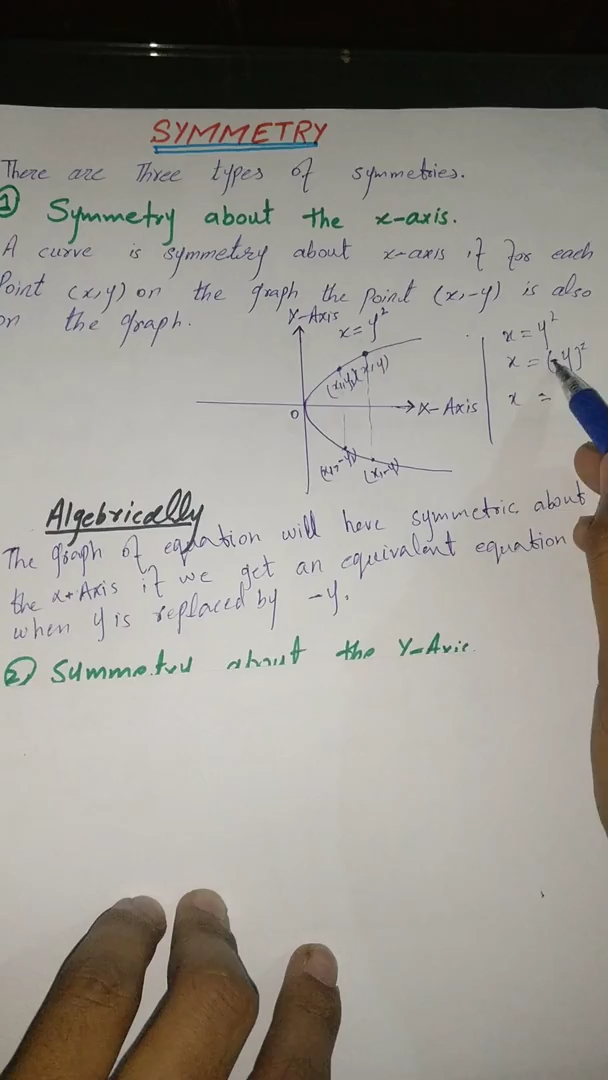 SYMMETRY
There are Three types of symmetries.
1 Symmetry about the x-axis.
A curve is symmetry about x-axis if for each
Point (x,y) on the graph the Point (x,-y) is also
on the graph.
Y-Axis
x=y²
(x,y)
(x,y)
O
X-Axis
(x,-y)
(x,-y)
x=y²
x=(-y)²
x =
Algebrically
The graph of equation will have symmetric about
the x-Axis if we get an equivalent equation
when y is replaced by -y.
2 Symmetry about the Y-Axis.